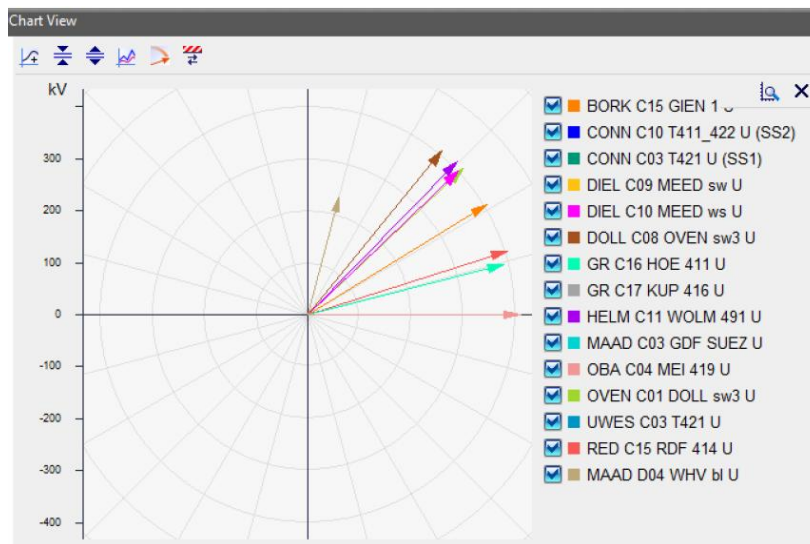 Chart View
kV
300
200
100
0
-100
-200
-300
-400
BORK C15 GIEN 1
CONN C10 T411_422 U (SS2)
CONN C03 T421 U (SS1)
DIEL C09 MEED sw U
DIEL C10 MEED ws U
DOLL C08 OVEN sw3 U
GR C16 HOE 411 U
GR C17 KUP 416 U
HELM C11 WOLM 491 U
MAAD C03 GDF SUEZ U
OBA C04 MEI 419 U
OVEN C01 DOLL sw3 U
UWES C03 T421 U
RED C15 RDF 414 U
MAAD D04 WHV bl U